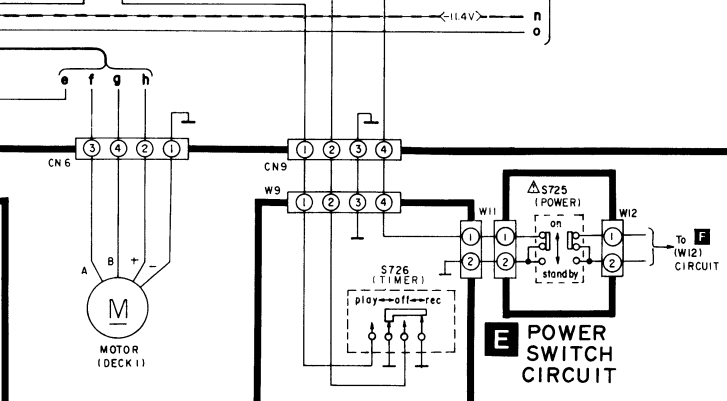 -11.4V
n
o
e f g h
3 4 2 1
CN6
1 2 3 4
CN9
W9
1 2 3 4
A B + −
M
MOTOR
(DECK 1)
S726
(TIMER)
play↔off↔rec
W11
1
2
1
2
⚠S725
(POWER)
on
standby
W12
1
2
To F
(W12)
CIRCUIT
E POWER
SWITCH
CIRCUIT